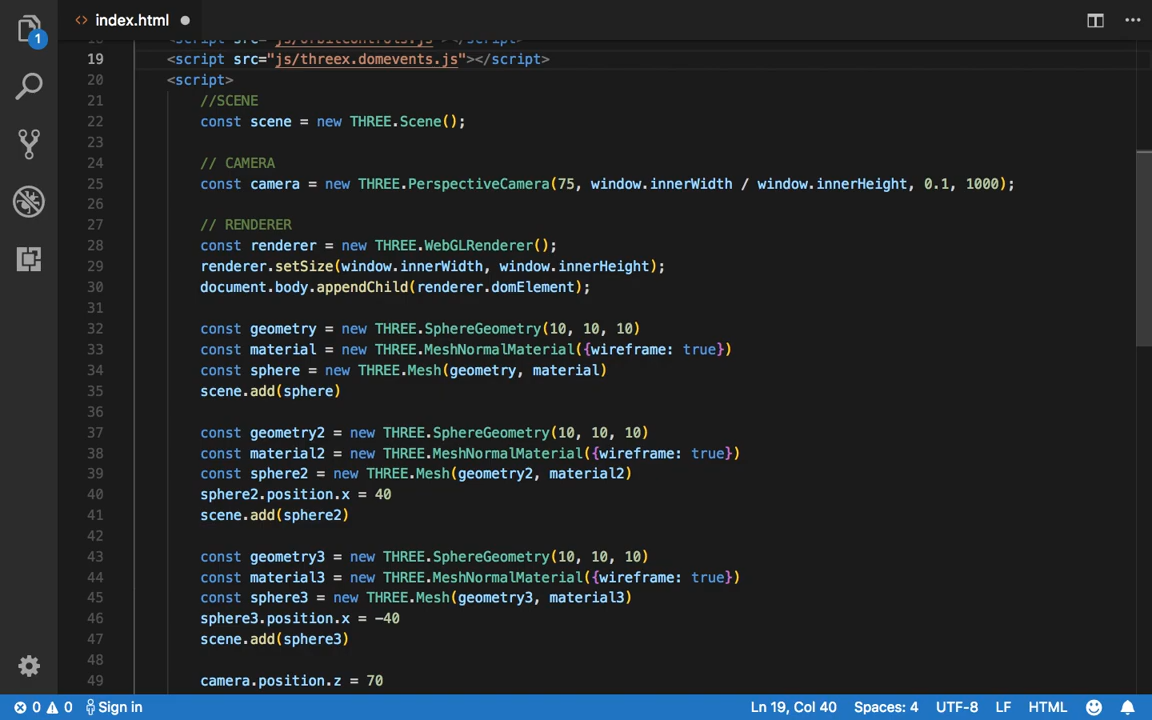 index.html
1
18 <script src="js/OrbitControls.js"></script>
19 <script src="js/threex.domevents.js"></script>
20 <script>
21 //SCENE
22 const scene = new THREE.Scene();
23
24 // CAMERA
25 const camera = new THREE.PerspectiveCamera(75, window.innerWidth / window.innerHeight, 0.1, 1000);
26
27 // RENDERER
28 const renderer = new THREE.WebGLRenderer();
29 renderer.setSize(window.innerWidth, window.innerHeight);
30 document.body.appendChild(renderer.domElement);
31
32 const geometry = new THREE.SphereGeometry(10, 10, 10)
33 const material = new THREE.MeshNormalMaterial({wireframe: true})
34 const sphere = new THREE.Mesh(geometry, material)
35 scene.add(sphere)
36
37 const geometry2 = new THREE.SphereGeometry(10, 10, 10)
38 const material2 = new THREE.MeshNormalMaterial({wireframe: true})
39 const sphere2 = new THREE.Mesh(geometry2, material2)
40 sphere2.position.x = 40
41 scene.add(sphere2)
42
43 const geometry3 = new THREE.SphereGeometry(10, 10, 10)
44 const material3 = new THREE.MeshNormalMaterial({wireframe: true})
45 const sphere3 = new THREE.Mesh(geometry3, material3)
46 sphere3.position.x = -40
47 scene.add(sphere3)
48
49 camera.position.z = 70
0 0 Sign in Ln 19, Col 40 Spaces: 4 UTF-8 LF HTML